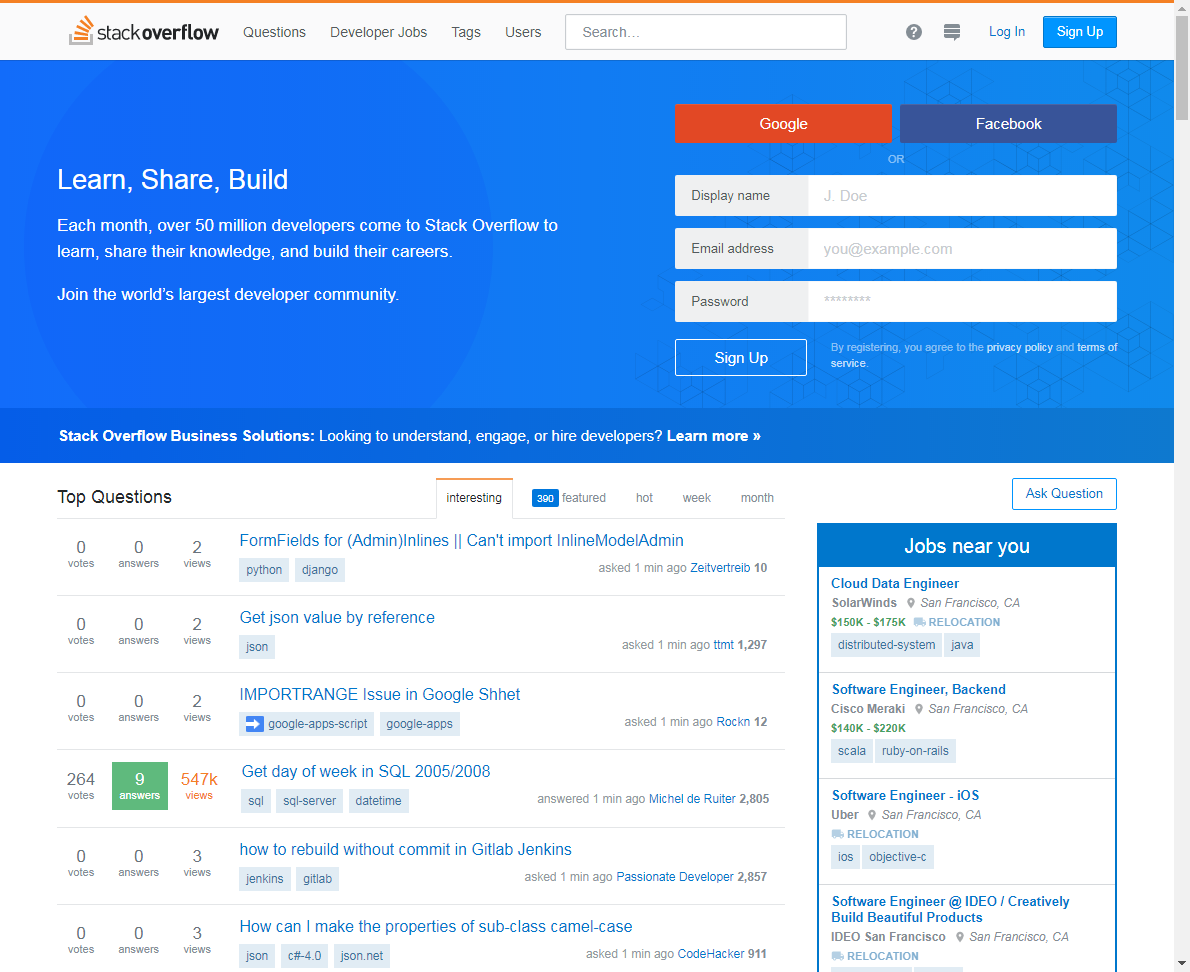 stackoverflow Questions Developer Jobs Tags Users Search... Log In Sign Up
Google Facebook
OR
Learn, Share, Build
Each month, over 50 million developers come to Stack Overflow to
learn, share their knowledge, and build their careers.
Join the world’s largest developer community.
Display name J. Doe
Email address you@example.com
Password ********
Sign Up
By registering, you agree to the privacy policy and terms of
service.
Stack Overflow Business Solutions: Looking to understand, engage, or hire developers? Learn more »
Top Questions
interesting 390 featured hot week month
0 votes 0 answers 2 views
FormFields for (Admin)Inlines || Can't import InlineModelAdmin
python django
asked 1 min ago Zeitvertreib 10
0 votes 0 answers 2 views
Get json value by reference
json
asked 1 min ago ttmt 1,297
0 votes 0 answers 2 views
IMPORTRANGE Issue in Google Shhet
google-apps-script google-apps
asked 1 min ago Rockn 12
264 votes 9 answers 547k views
Get day of week in SQL 2005/2008
sql sql-server datetime
answered 1 min ago Michel de Ruiter 2,805
0 votes 0 answers 3 views
how to rebuild without commit in Gitlab Jenkins
jenkins gitlab
asked 1 min ago Passionate Developer 2,857
0 votes 0 answers 3 views
How can I make the properties of sub-class camel-case
json c#-4.0 json.net
asked 1 min ago CodeHacker 911
Ask Question
Jobs near you
Cloud Data Engineer
SolarWinds San Francisco, CA
$150K - $175K RELOCATION
distributed-system java
Software Engineer, Backend
Cisco Meraki San Francisco, CA
$140K - $220K
scala ruby-on-rails
Software Engineer - iOS
Uber San Francisco, CA
RELOCATION
ios objective-c
Software Engineer @ IDEO / Creatively
Build Beautiful Products
IDEO San Francisco San Francisco, CA
RELOCATION